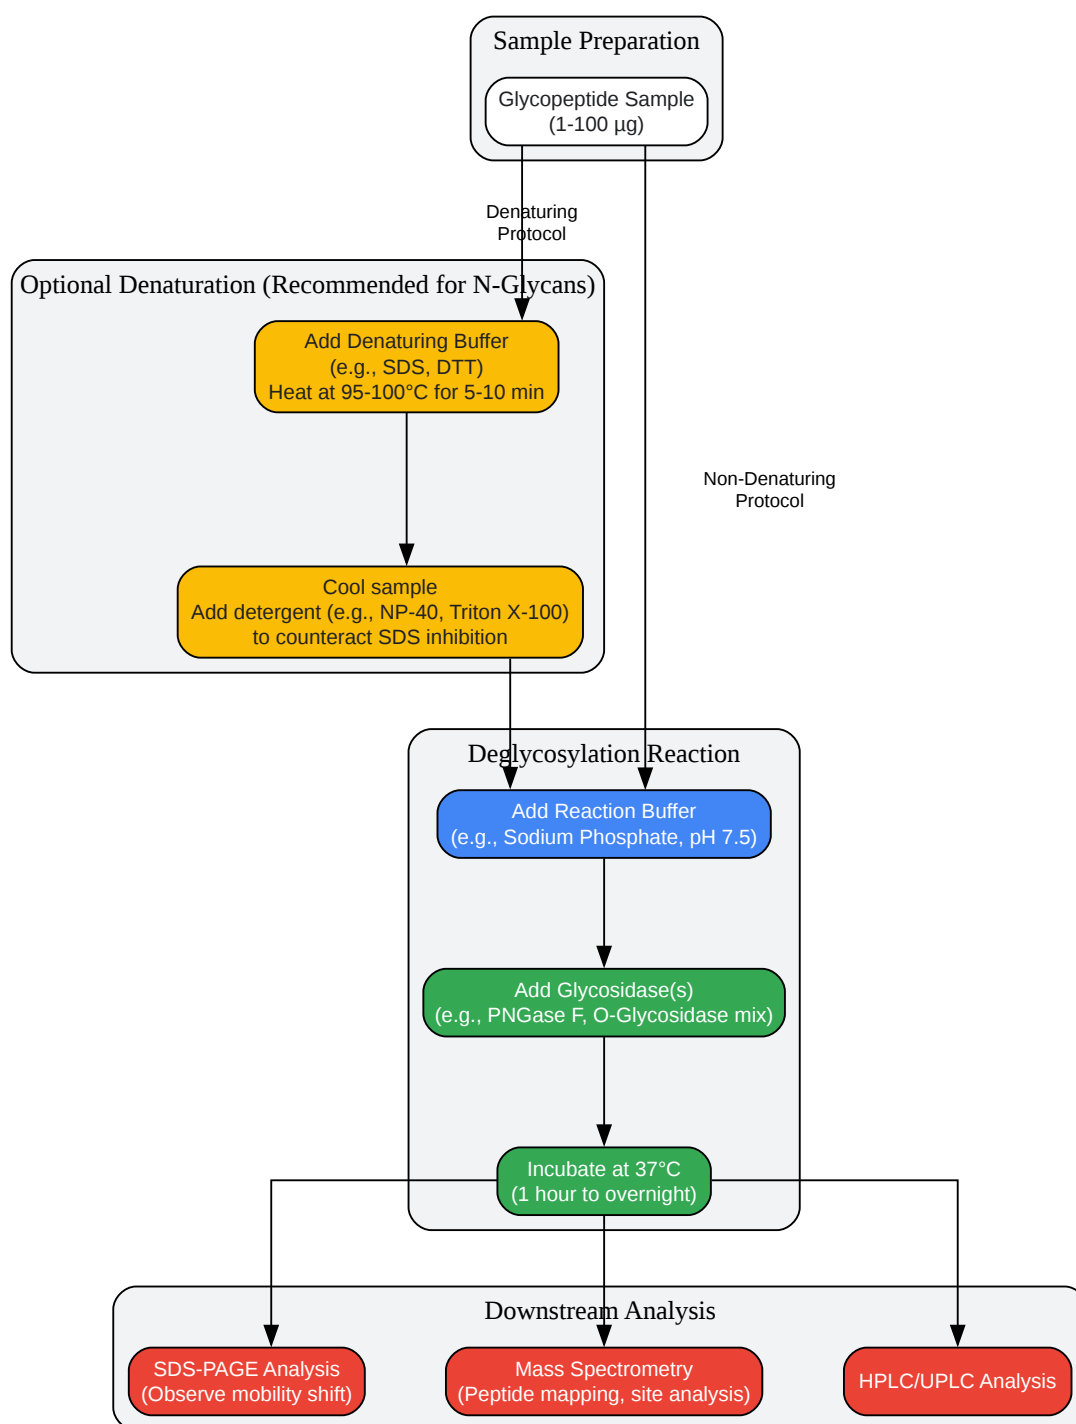 Sample Preparation
Glycopeptide Sample
(1-100 µg)
Denaturing
Protocol
Optional Denaturation (Recommended for N-Glycans)
Add Denaturing Buffer
(e.g., SDS, DTT)
Heat at 95-100°C for 5-10 min
Non-Denaturing
Protocol
Cool sample
Add detergent (e.g., NP-40, Triton X-100)
to counteract SDS inhibition
Deglycosylation Reaction
Add Reaction Buffer
(e.g., Sodium Phosphate, pH 7.5)
Add Glycosidase(s)
(e.g., PNGase F, O-Glycosidase mix)
Incubate at 37°C
(1 hour to overnight)
Downstream Analysis
SDS-PAGE Analysis
(Observe mobility shift)
Mass Spectrometry
(Peptide mapping, site analysis)
HPLC/UPLC Analysis